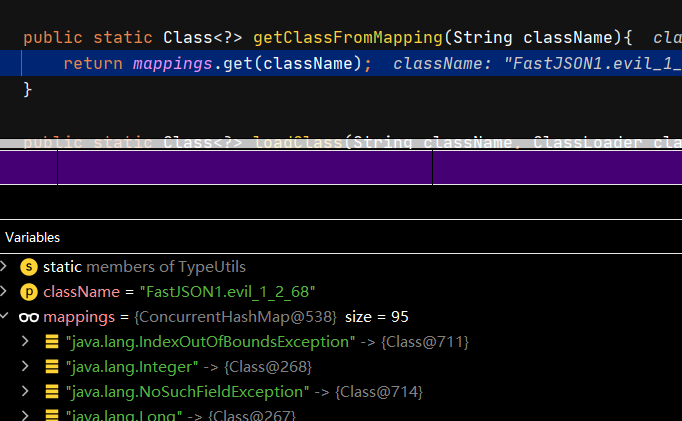 public static Class<?> getClassFromMapping(String className){ cla
return mappings.get(className); className: "FastJSON1.evil_1_
}
public static Class<?> loadClass(String className, ClassLoader cla
Variables
s static members of TypeUtils
p className = "FastJSON1.evil_1_2_68"
mappings = {ConcurrentHashMap@538} size = 95
"java.lang.IndexOutOfBoundsException" -> {Class@711}
"java.lang.Integer" -> {Class@268}
"java.lang.NoSuchFieldException" -> {Class@714}
"java.lang.Long" -> {Class@267}